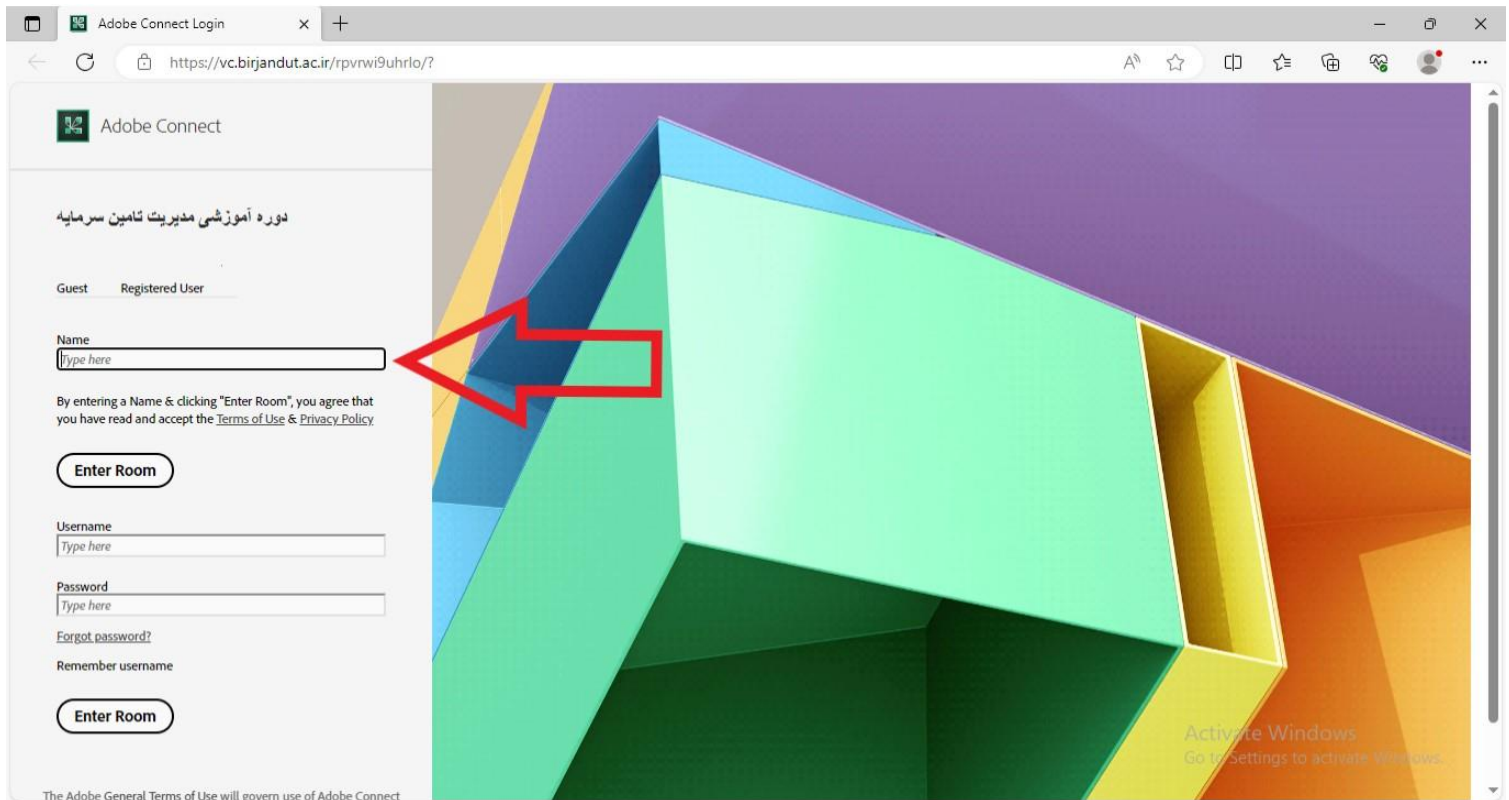 Adobe Connect Login
https://vc.birjandut.ac.ir/rpvrwi9uhrlo/?
Adobe Connect
دوره آموزشی مدیریت تامین سرمایه
Guest Registered User
Name
Type here
By entering a Name & clicking "Enter Room", you agree that
you have read and accept the Terms of Use & Privacy Policy
Enter Room
Username
Type here
Password
Type here
Forgot password?
Remember username
Enter Room
Activate Windows
Go to Settings to activate Windows.
The Adobe General Terms of Use will govern use of Adobe Connect